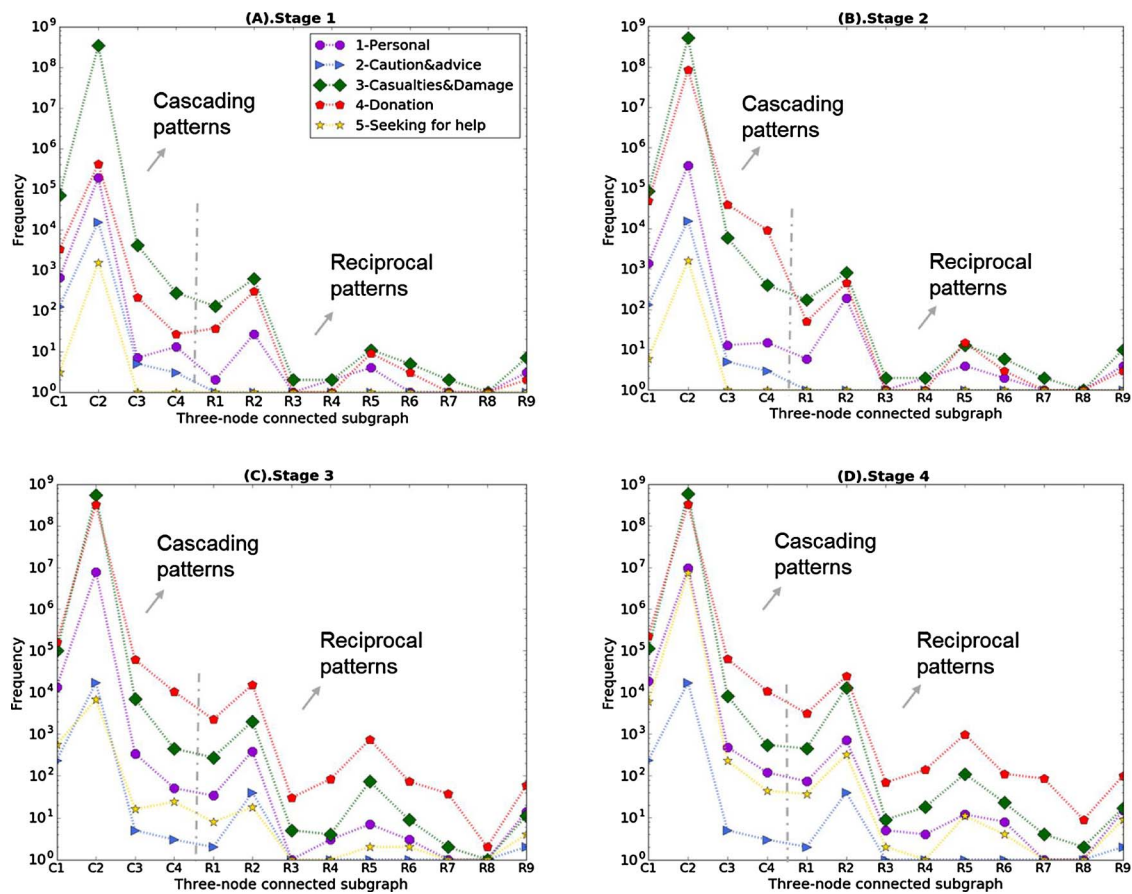 (A).Stage 1
10^9
10^8
10^7
10^6
10^5
10^4
10^3
10^2
10^1
10^0
Frequency
1-Personal
2-Caution&advice
3-Casualties&Damage
4-Donation
5-Seeking for help
Cascading
patterns
Reciprocal
patterns
C1 C2 C3 C4 R1 R2 R3 R4 R5 R6 R7 R8 R9
Three-node connected subgraph
(B).Stage 2
10^9
10^8
10^7
10^6
10^5
10^4
10^3
10^2
10^1
10^0
Frequency
Cascading
patterns
Reciprocal
patterns
C1 C2 C3 C4 R1 R2 R3 R4 R5 R6 R7 R8 R9
Three-node connected subgraph
(C).Stage 3
10^9
10^8
10^7
10^6
10^5
10^4
10^3
10^2
10^1
10^0
Frequency
Cascading
patterns
Reciprocal
patterns
C1 C2 C3 C4 R1 R2 R3 R4 R5 R6 R7 R8 R9
Three-node connected subgraph
(D).Stage 4
10^9
10^8
10^7
10^6
10^5
10^4
10^3
10^2
10^1
10^0
Frequency
Cascading
patterns
Reciprocal
patterns
C1 C2 C3 C4 R1 R2 R3 R4 R5 R6 R7 R8 R9
Three-node connected subgraph